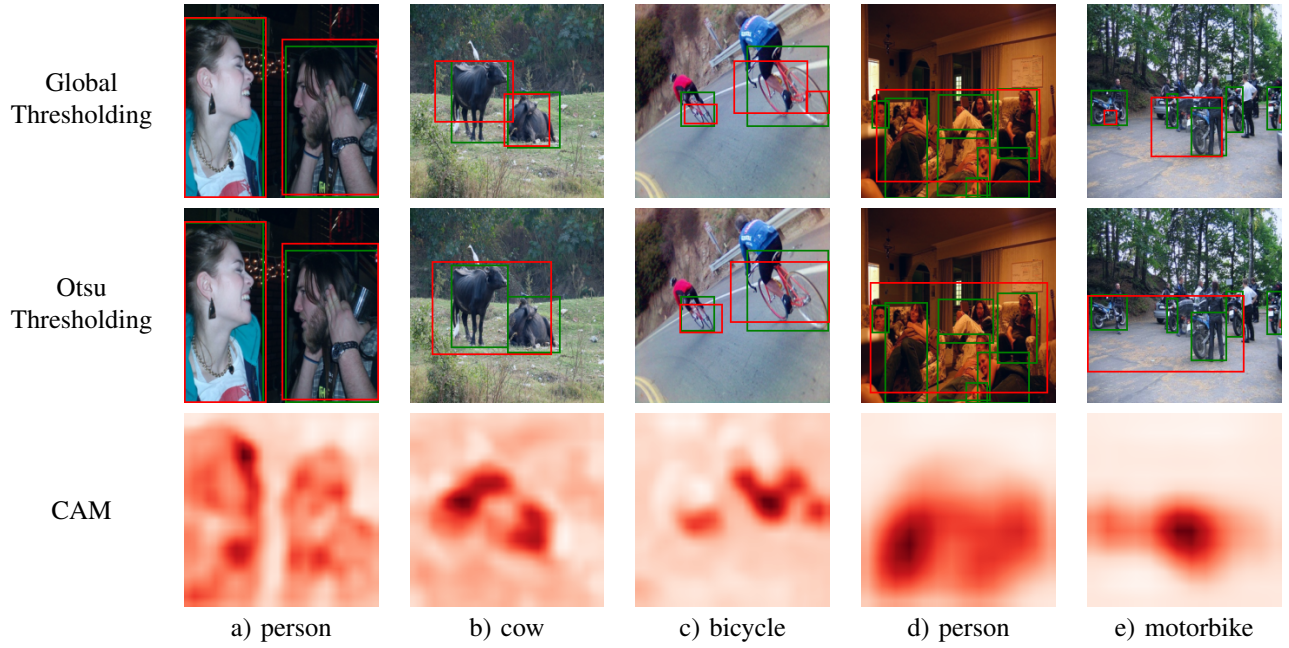 Global
Thresholding
Otsu
Thresholding
CAM
a) person
b) cow
c) bicycle
d) person
e) motorbike